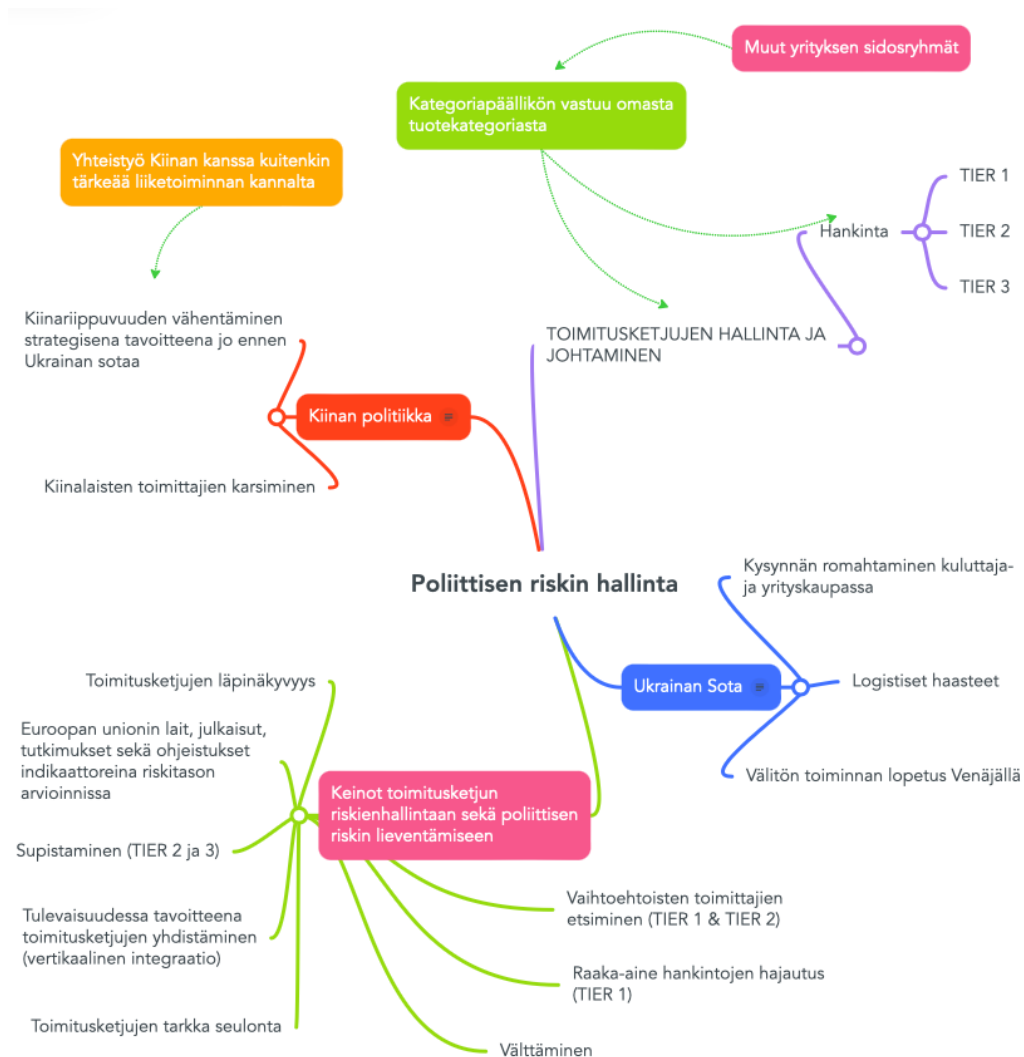 Muut yrityksen sidosryhmät
Kategoriapäällikön vastuu omasta
tuotekategoriasta
Yhteistyö Kiinan kanssa kuitenkin
tärkeää liiketoiminnan kannalta
TIER 1
Hankinta
TIER 2
TIER 3
Kiinariippuvuuden vähentäminen
strategisena tavoitteena jo ennen
Ukrainan sotaa
TOIMITUSKETJUJEN HALLINTA JA
JOHTAMINEN
Kiinan politiikka
Kiinalaisten toimittajien karsiminen
Poliittisen riskin hallinta
Kysynnän romahtaminen kuluttaja-
ja yrityskaupassa
Ukrainan Sota
Logistiset haasteet
Välitön toiminnan lopetus Venäjällä
Toimitusketjujen läpinäkyvyys
Euroopan unionin lait, julkaisut,
tutkimukset sekä ohjeistukset
indikaattoreina riskitason
arvioinnissa
Keinot toimitusketjun
riskienhallintaan sekä poliittisen
riskin lieventämiseen
Supistaminen (TIER 2 ja 3)
Tulevaisuudessa tavoitteena
toimitusketjujen yhdistäminen
(vertikaalinen integraatio)
Toimitusketjujen tarkka seulonta
Vaihtoehtoisten toimittajien
etsiminen (TIER 1 & TIER 2)
Raaka-aine hankintojen hajautus
(TIER 1)
Välttäminen